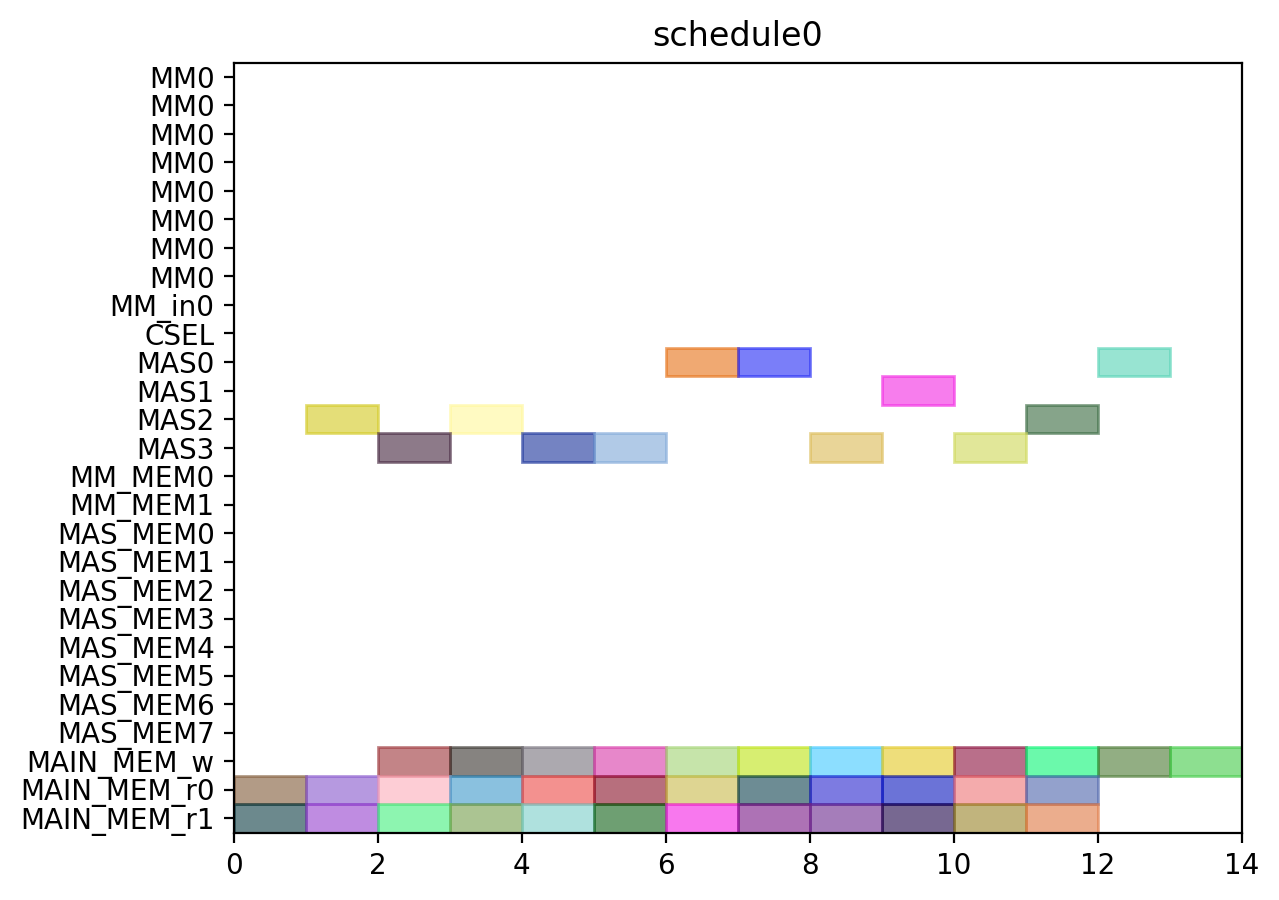 schedule0
MM0
MM0
MM0
MM0
MM0
MM0
MM0
MM0
MM_in0
CSEL
MAS0
MAS1
MAS2
MAS3
MM_MEM0
MM_MEM1
MAS_MEM0
MAS_MEM1
MAS_MEM2
MAS_MEM3
MAS_MEM4
MAS_MEM5
MAS_MEM6
MAS_MEM7
MAIN_MEM_w
MAIN_MEM_r0
MAIN_MEM_r1
0 2 4 6 8 10 12 14